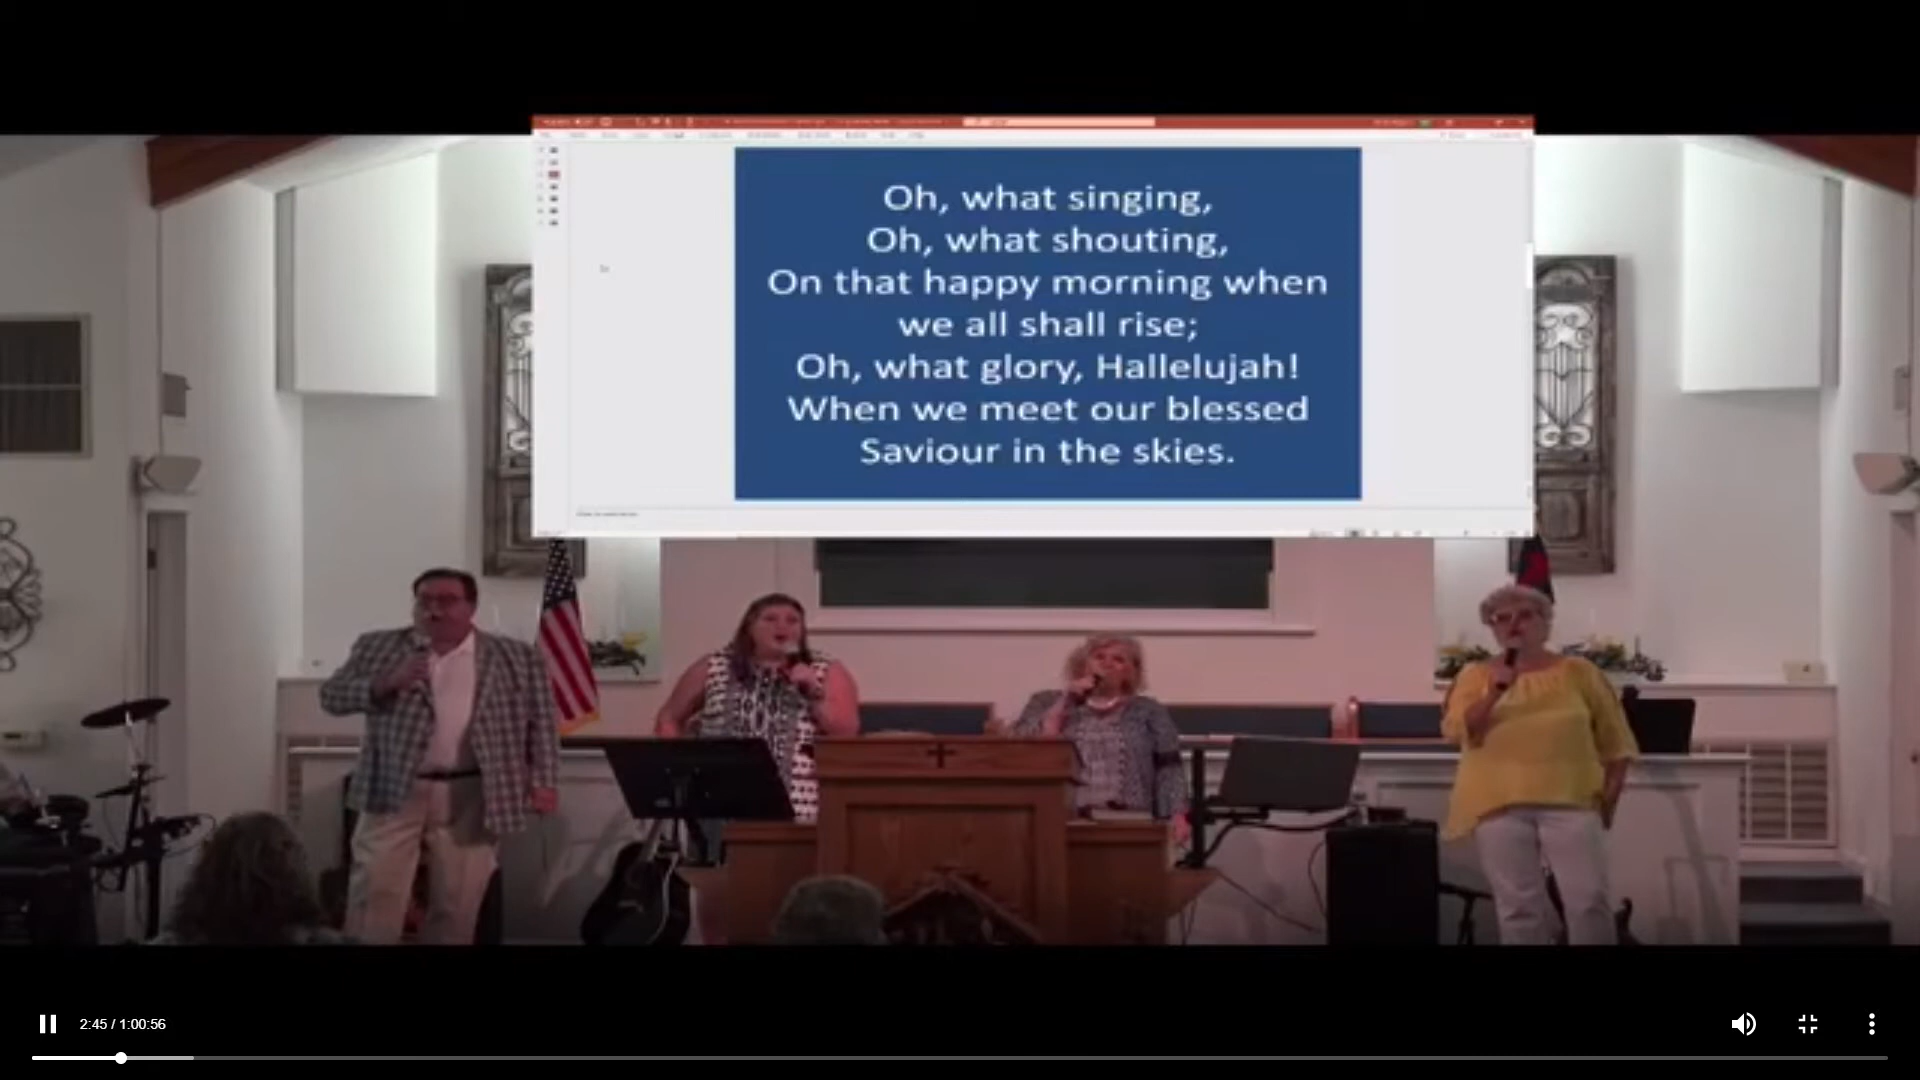 Oh, what singing,
Oh, what shouting,
On that happy morning when
we all shall rise;
Oh, what glory, Hallelujah!
When we meet our blessed
Saviour in the skies.
2:45 / 1:00:56